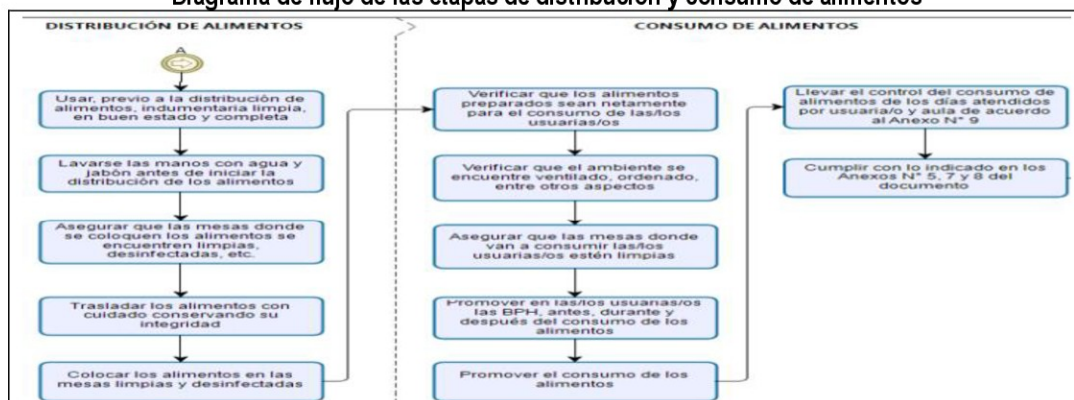 Diagrama de flujo de las etapas de distribución y consumo de alimentos
DISTRIBUCIÓN DE ALIMENTOS
A
Usar, previo a la distribución de
alimentos, indumentaria limpia,
en buen estado y completa
Lavarse las manos con agua y
jabón antes de iniciar la
distribución de los alimentos
Asegurar que las mesas donde
se coloquen los alimentos se
encuentren limpias,
desinfectadas, etc.
Trasladar los alimentos con
cuidado conservando su
integridad
Colocar los alimentos en las
mesas limpias y desinfectadas
CONSUMO DE ALIMENTOS
Verificar que los alimentos
preparados sean netamente
para el consumo de las/los
usuarias/os
Verificar que el ambiente se
encuentre ventilado, ordenado,
entre otros aspectos
Asegurar que las mesas donde
van a consumir las/los
usuarias/os estén limpias
Promover en las/los usuarias/os
las BPH, antes, durante y
después del consumo de los
alimentos
Promover el consumo de los
alimentos
Llevar el control del consumo de
alimentos de los días atendidos
por usuaria/o y aula de acuerdo
al Anexo N° 9
Cumplir con lo indicado en los
Anexos N° 5, 7 y 8 del
documento